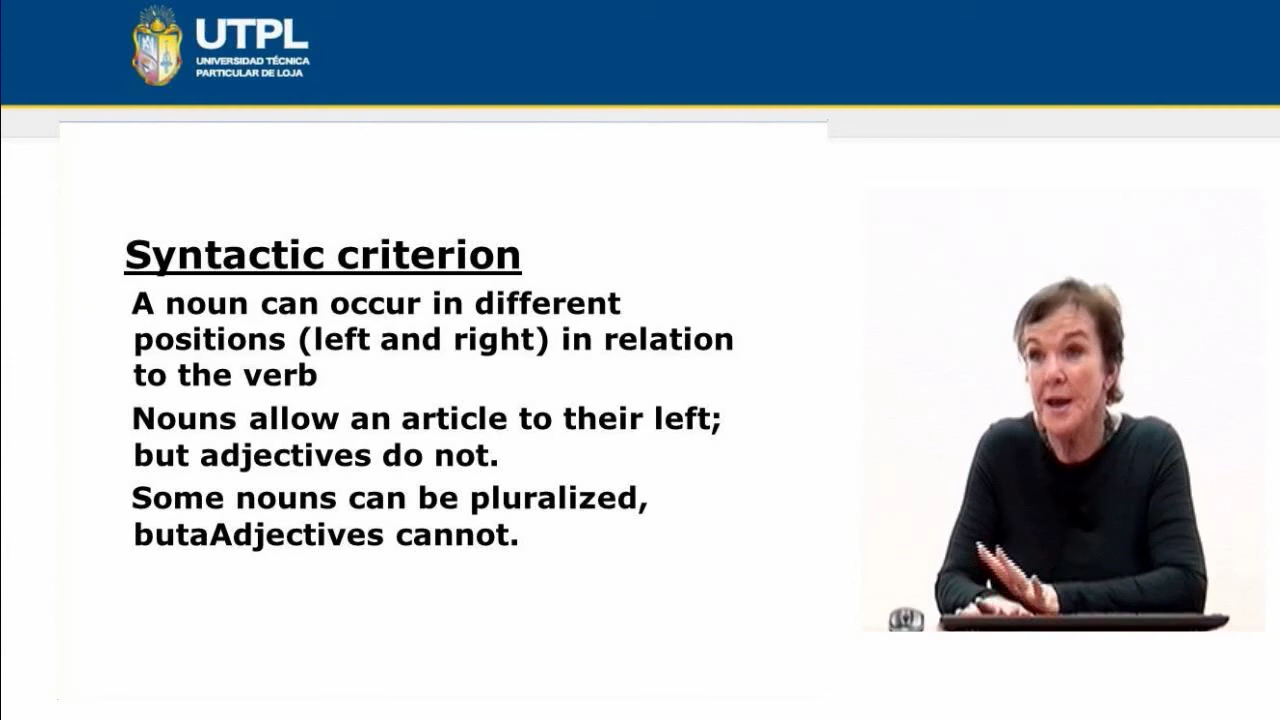 UTPL
UNIVERSIDAD TÉCNICA
PARTICULAR DE LOJA
Syntactic criterion
A noun can occur in different
positions (left and right) in relation
to the verb
Nouns allow an article to their left;
but adjectives do not.
Some nouns can be pluralized,
butaAdjectives cannot.